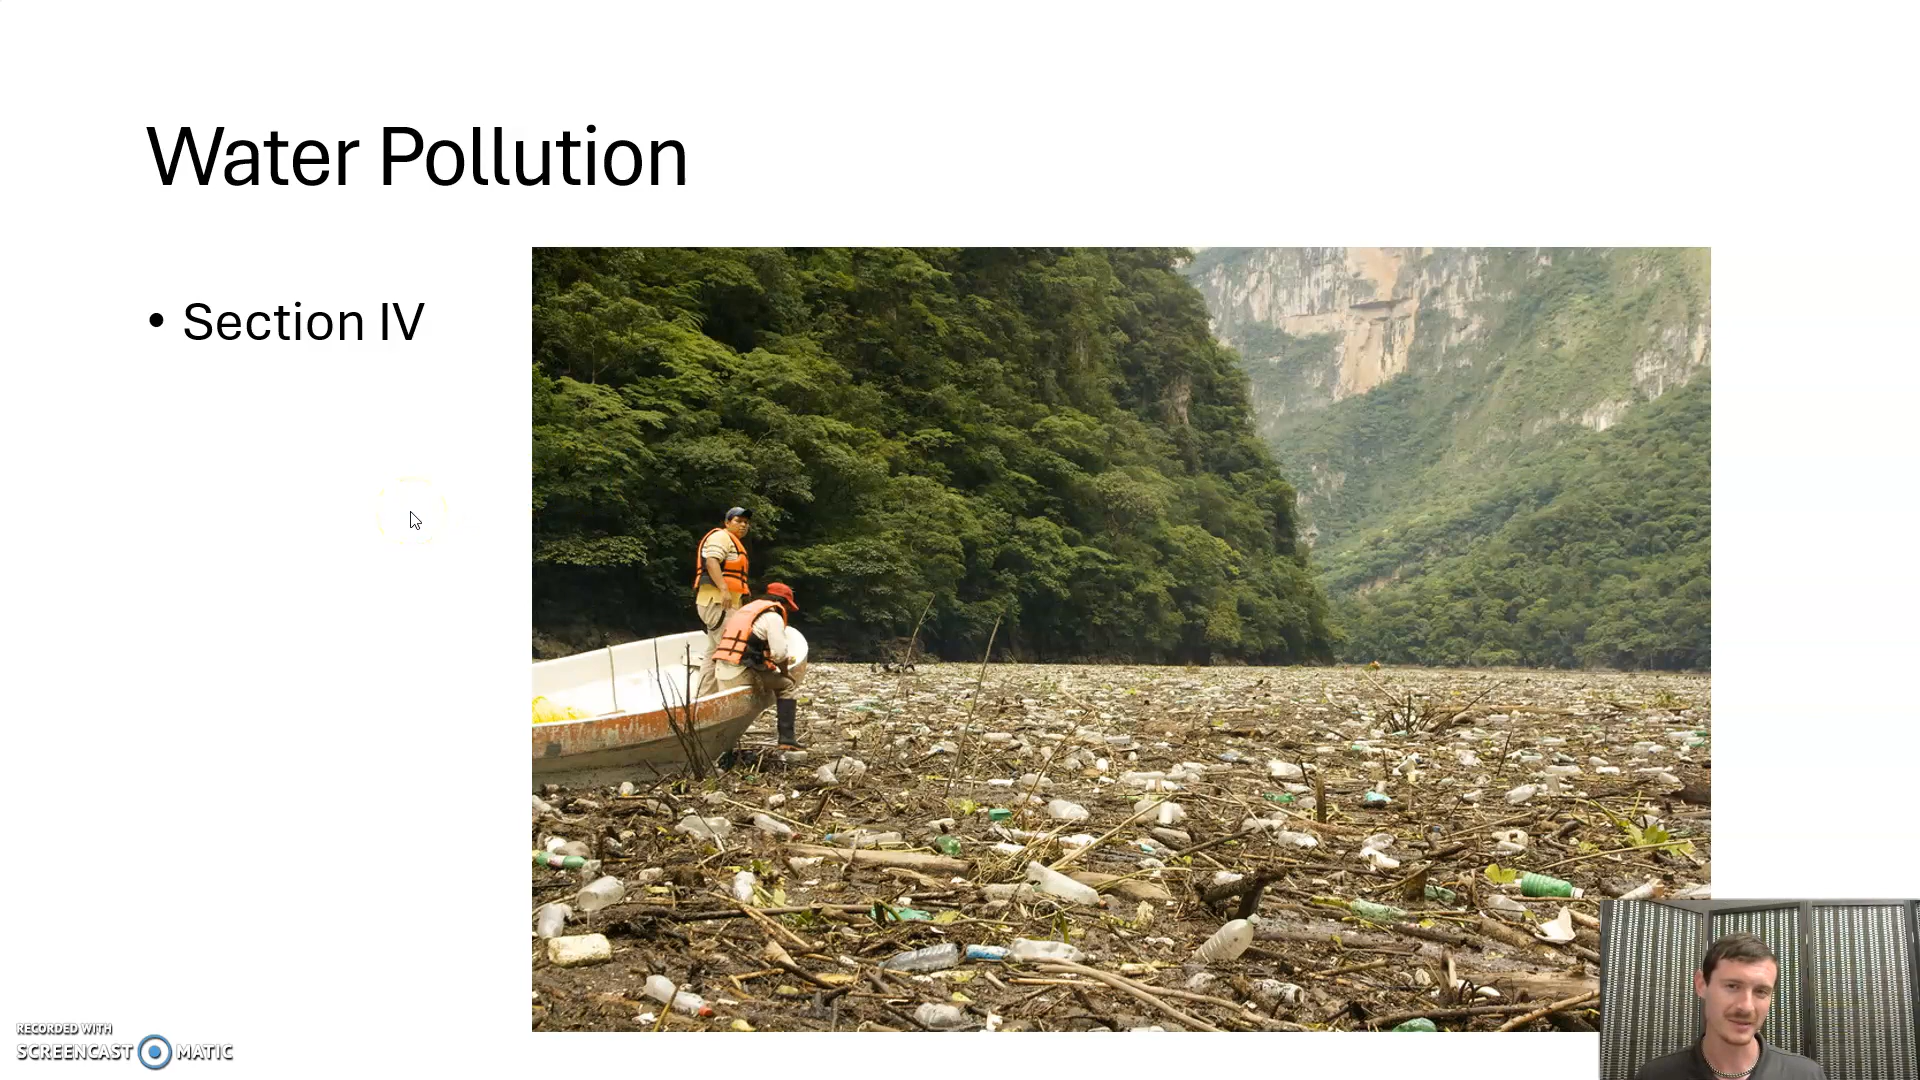 Water Pollution
• Section IV
RECORDED WITH
SCREENCAST MATIC